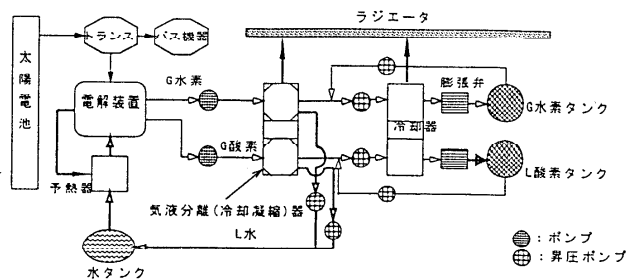 ラジエータ
トランス
バス機器
太陽電池
G水素
膨張弁
電解装置
G水素タンク
冷却器
G酸素
L酸素タンク
予熱器
気液分離(冷却凝縮)器
L水
水タンク
:ポンプ
:昇圧ポンプ